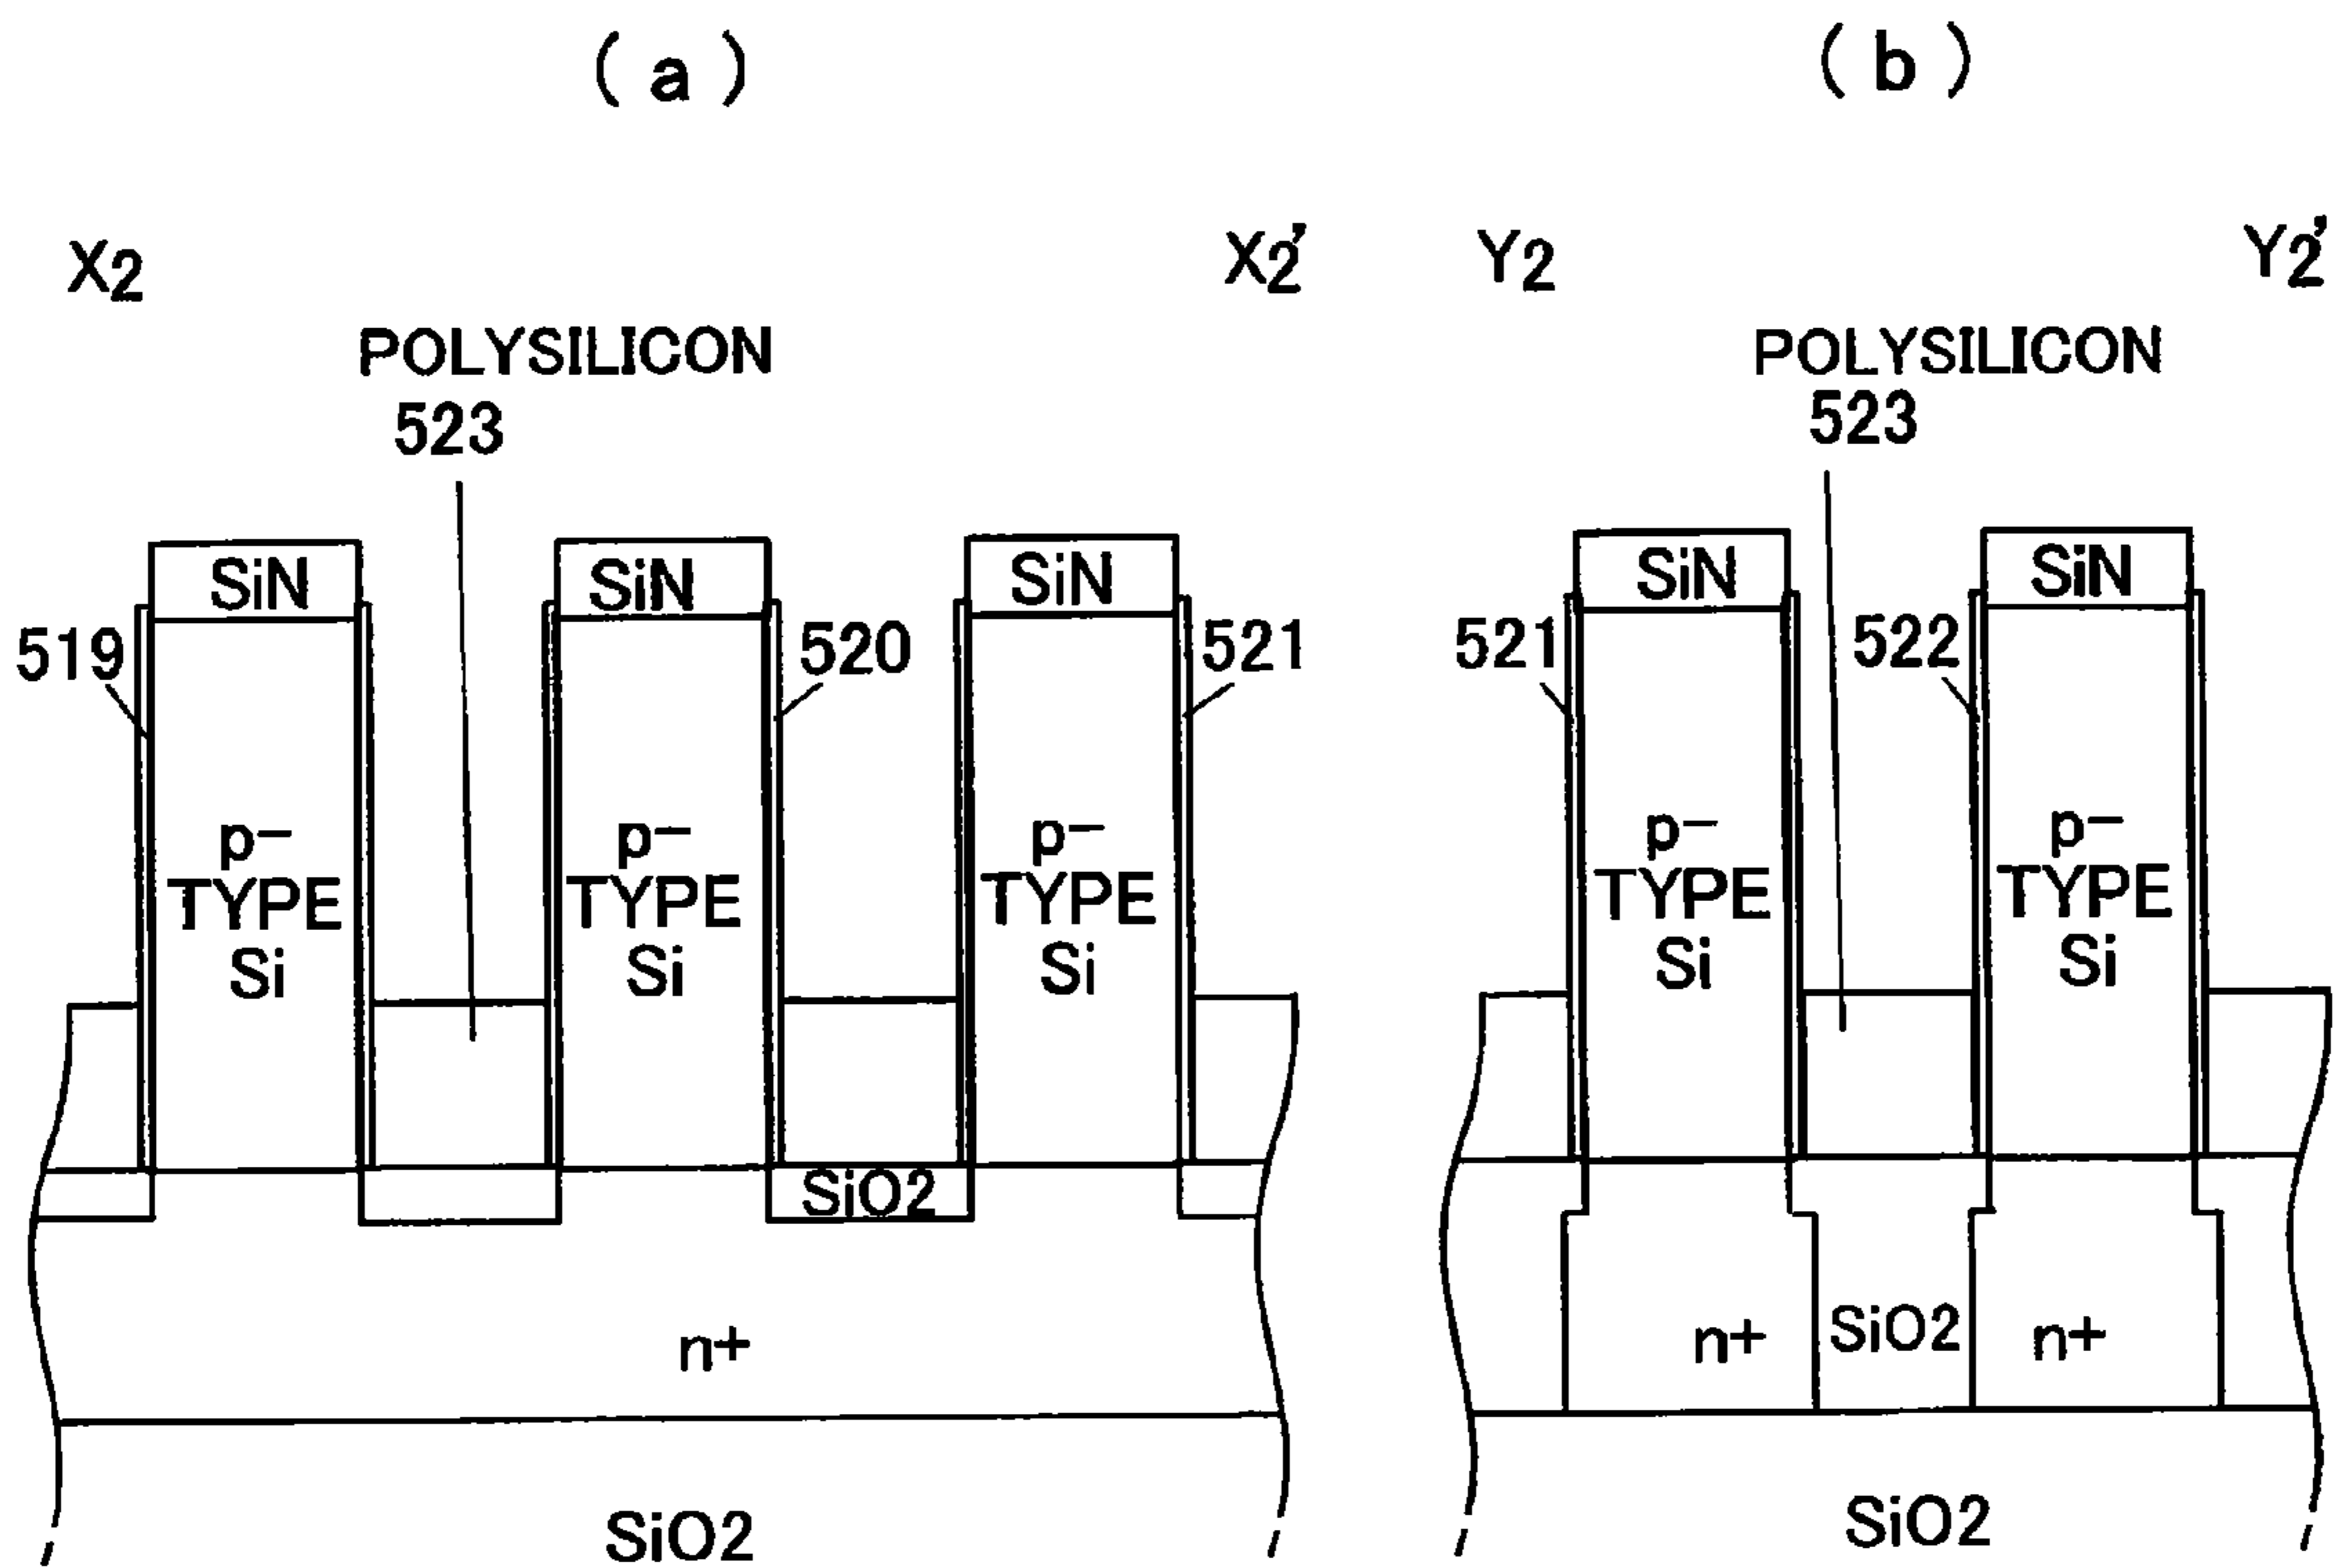 ( a )
X2
X2'
POLYSILICON
523
SiN
SiN
SiN
519
520
521
p−
TYPE
Si
p−
TYPE
Si
p−
TYPE
Si
SiO2
n+
SiO2
( b )
Y2
Y2'
POLYSILICON
523
SiN
SiN
521
522
p−
TYPE
Si
p−
TYPE
Si
n+
SiO2
n+
SiO2